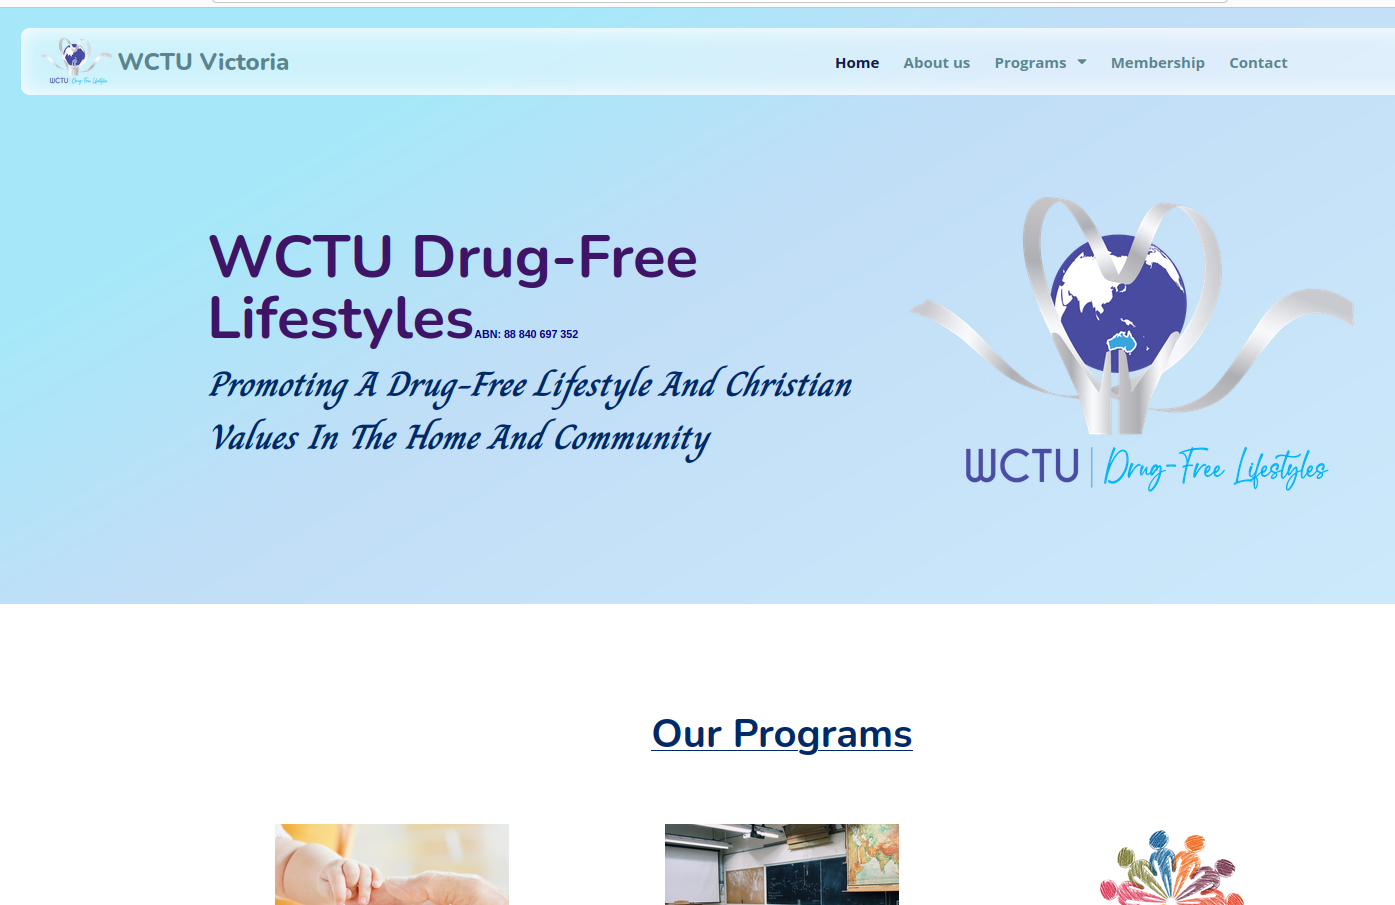 WCTU Drug-Free Lifestyles
WCTU Victoria
Home
About us
Programs
Membership
Contact
WCTU Drug-Free
Lifestyles ABN: 88 840 697 352
Promoting A Drug-Free Lifestyle And Christian
Values In The Home And Community
WCTU | Drug-Free Lifestyles
Our Programs